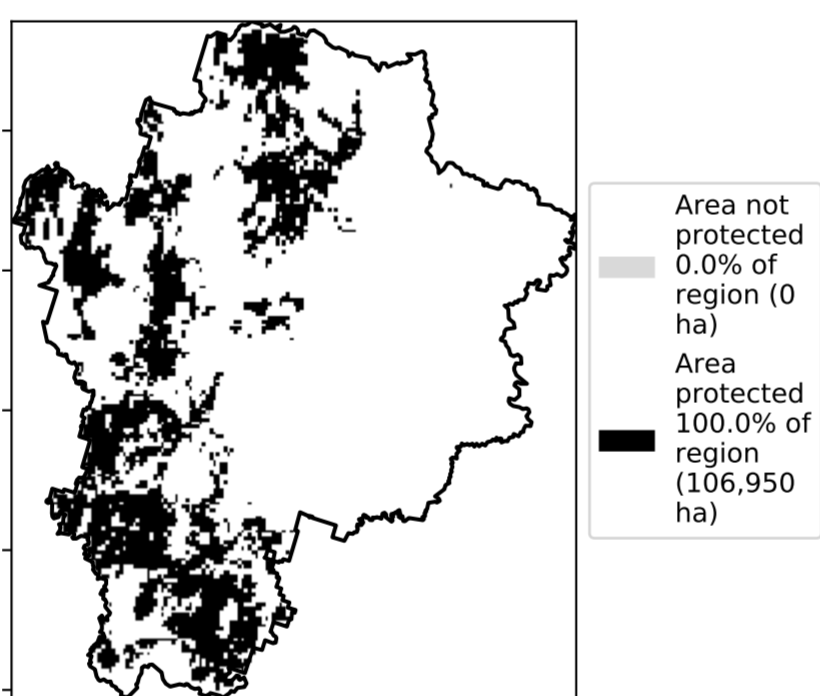 Area not
protected
0.0% of
region (0
ha)
Area
protected
100.0% of
region
(106,950
ha)